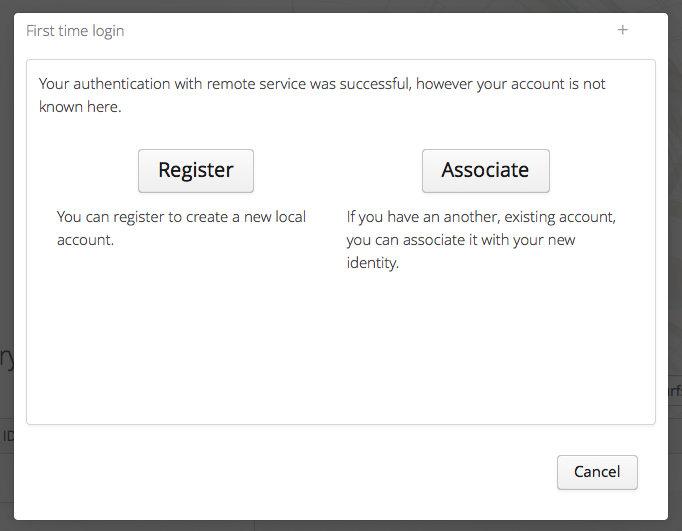 First time login +
Your authentication with remote service was successful, however your account is not
known here.
Register
Associate
You can register to create a new local
account.
If you have an another, existing account,
you can associate it with your new
identity.
ry
ID
Cancel